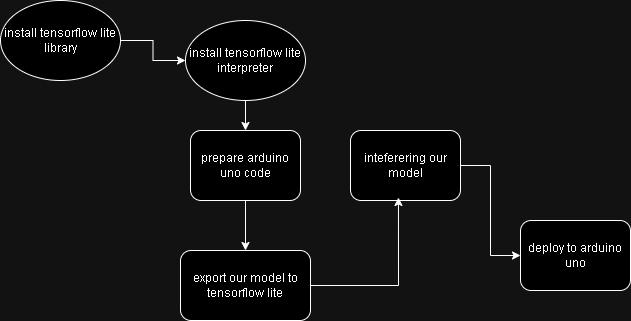 install tensorflow lite
library
install tensorflow lite
interpreter
prepare arduino
uno code
export our model to
tensorflow lite
inteferering our
model
deploy to arduino
uno